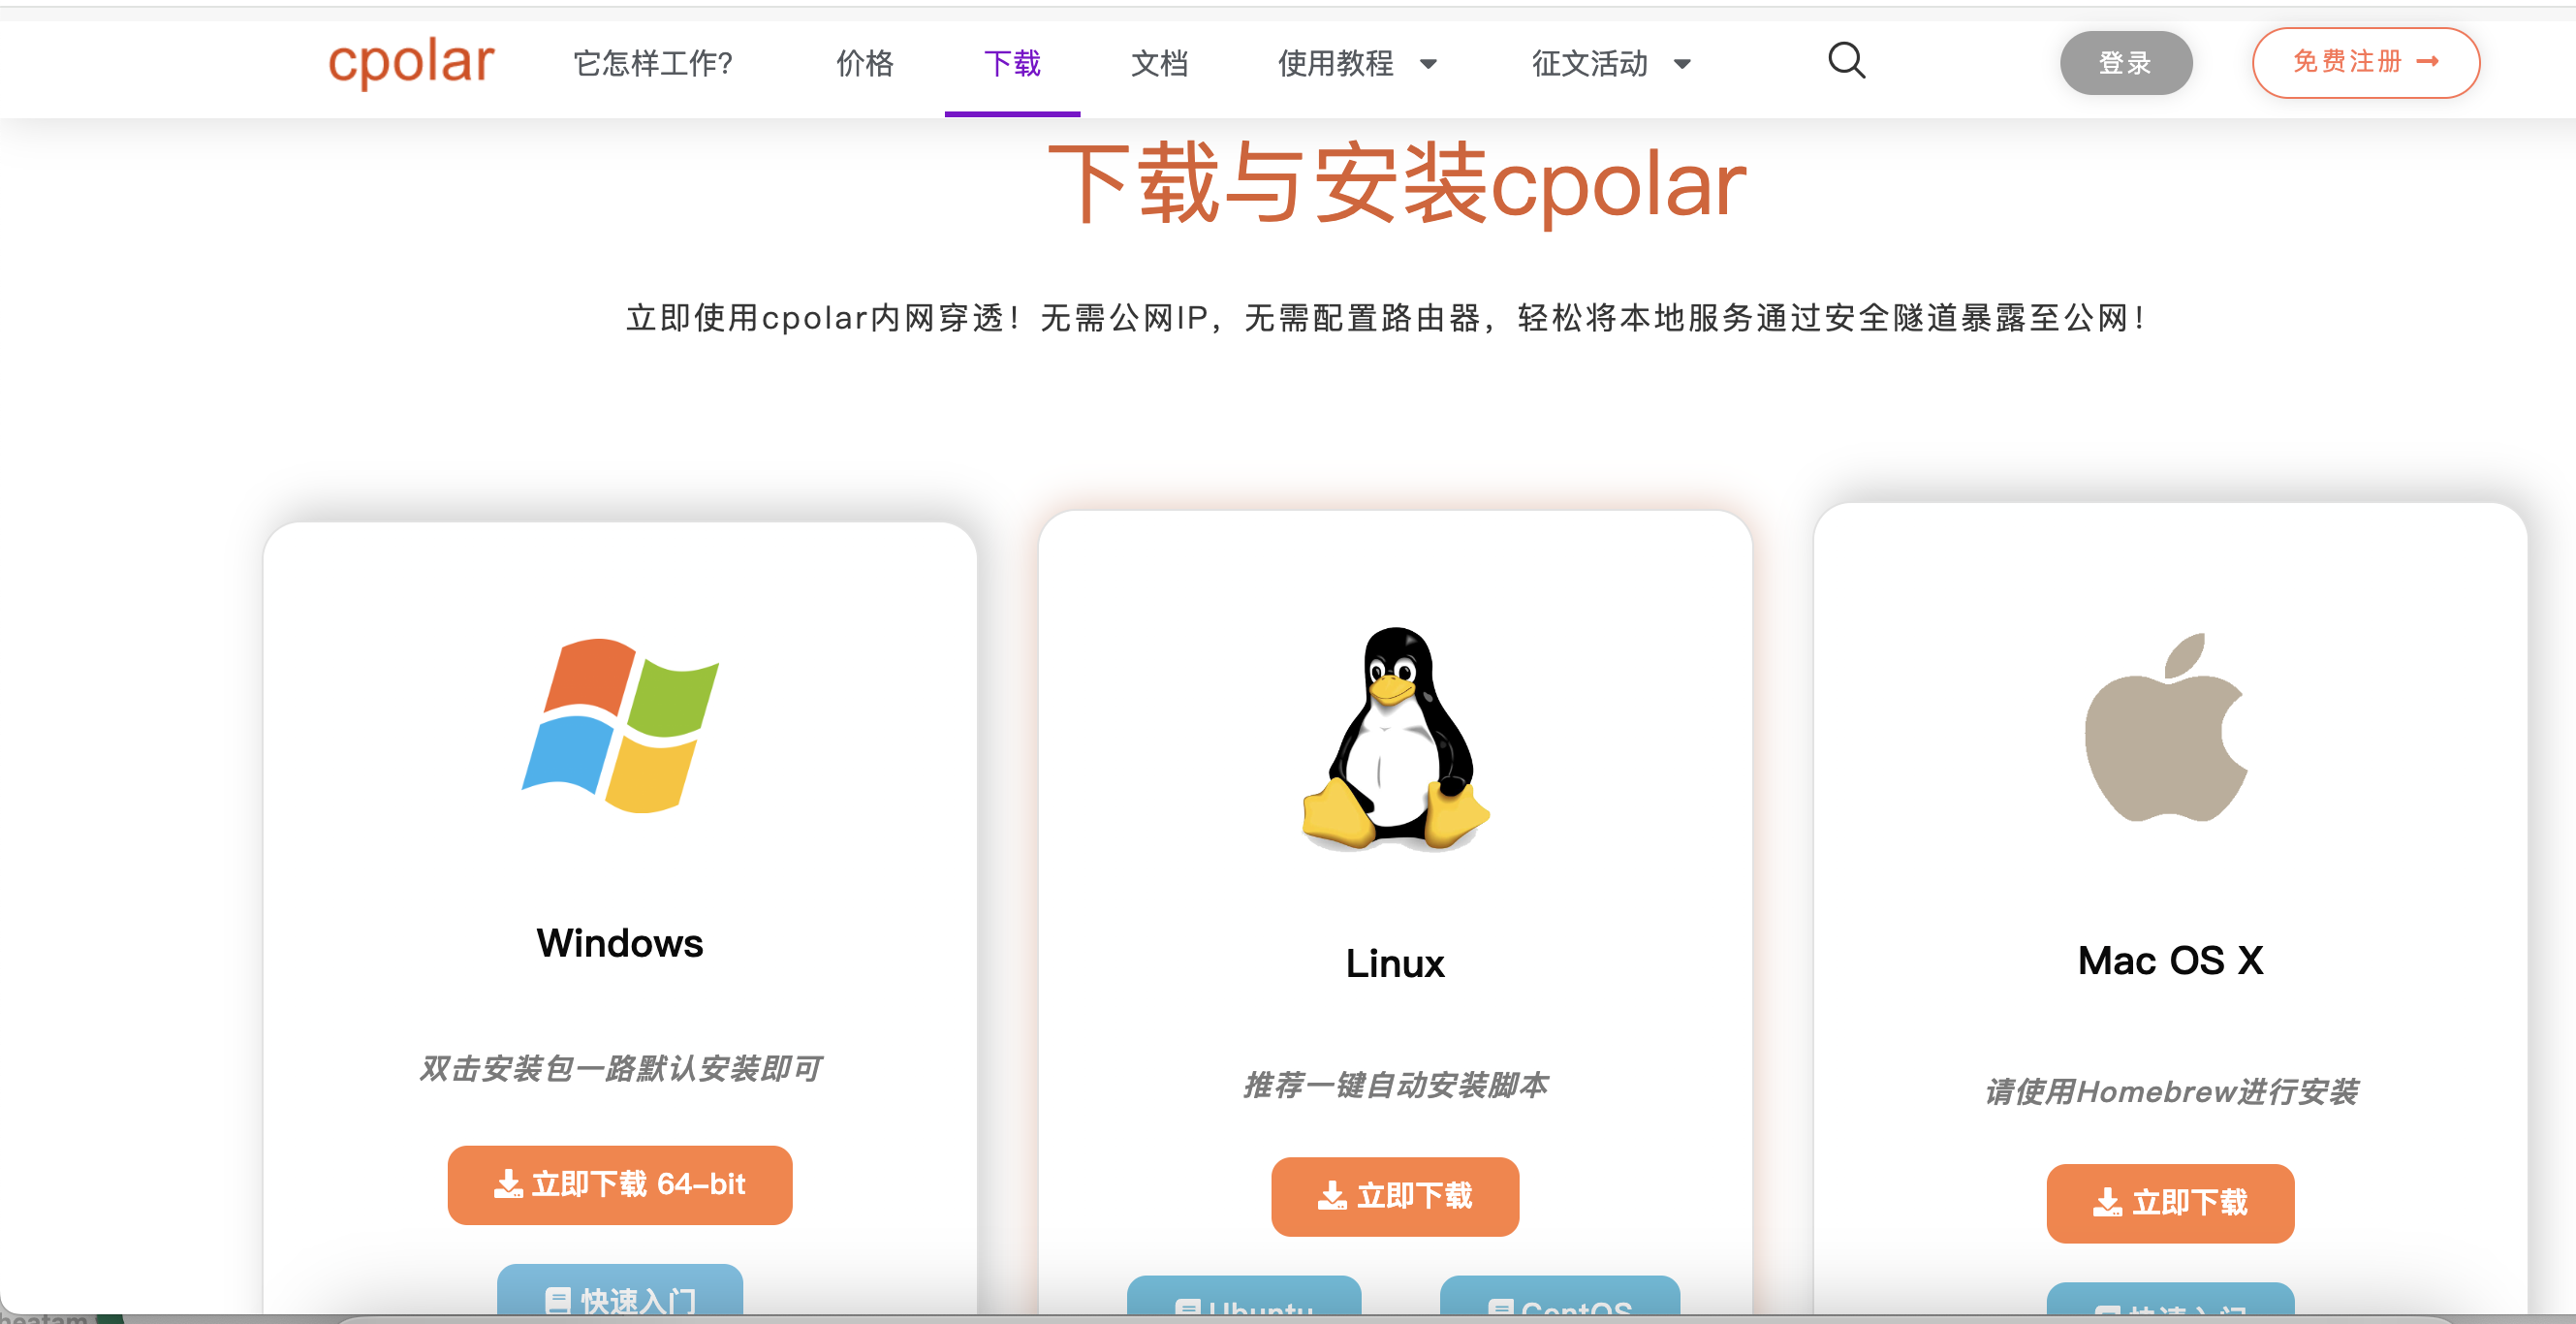 cpolar
它怎样工作?
价格
下载
文档
使用教程
征文活动
登录
免费注册
下载与安装cpolar
立即使用cpolar内网穿透！无需公网IP，无需配置路由器，轻松将本地服务通过安全隧道暴露至公网！
Windows
双击安装包一路默认安装即可
立即下载 64-bit
快速入门
Linux
推荐一键自动安装脚本
立即下载
Ubuntu
CentOS
Mac OS X
请使用Homebrew进行安装
立即下载
快速入门